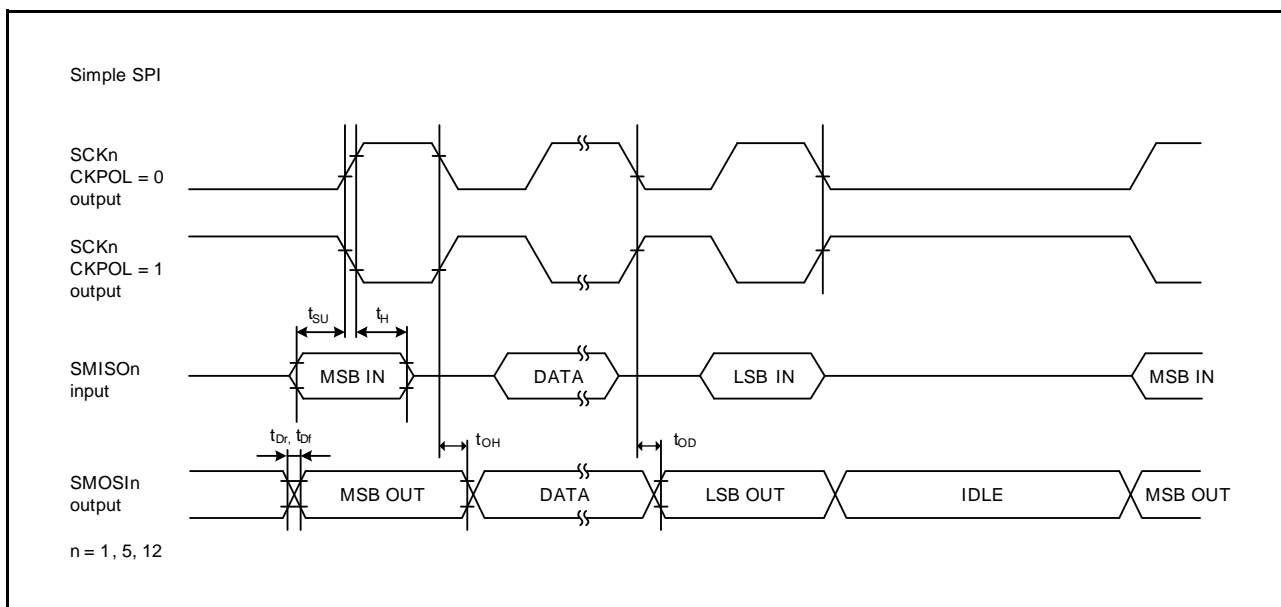 Simple SPI
SCKn
CKPOL = 0
output
SCKn
CKPOL = 1
output
tSU
tH
SMISOn
input
MSB IN
DATA
LSB IN
MSB IN
tDr, tDf
tOH
tOD
SMOSIn
output
MSB OUT
DATA
LSB OUT
IDLE
MSB OUT
n = 1, 5, 12